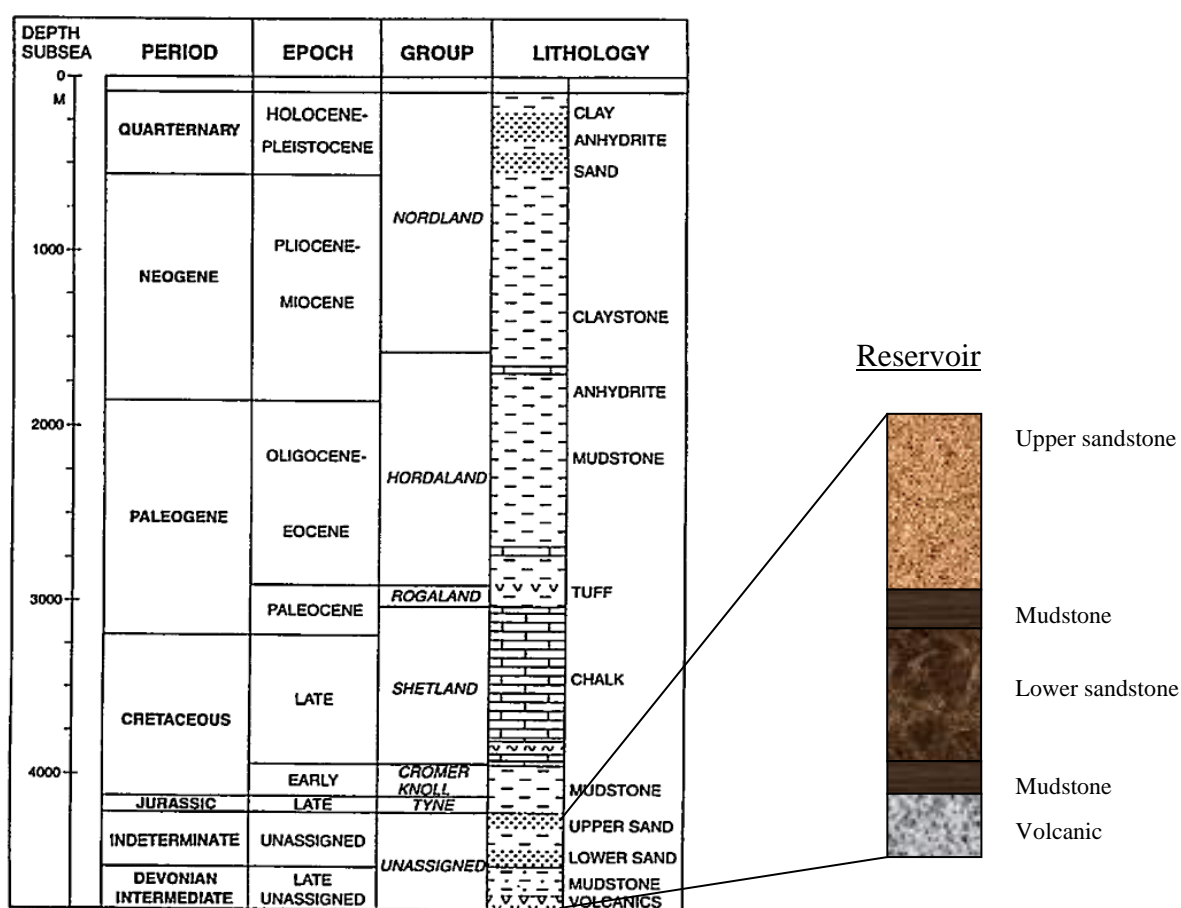 DEPTH SUBSEA
PERIOD
EPOCH
GROUP
LITHOLOGY
0
M
QUARTERNARY
HOLOCENE-
PLEISTOCENE
CLAY
ANHYDRITE
SAND
NORDLAND
1000
NEOGENE
PLIOCENE-
MIOCENE
CLAYSTONE
ANHYDRITE
2000
PALEOGENE
OLIGOCENE-
EOCENE
HORDALAND
MUDSTONE
3000
PALEOCENE
ROGALAND
TUFF
CRETACEOUS
LATE
SHETLAND
CHALK
4000
EARLY
CROMER
KNOLL
MUDSTONE
JURASSIC
LATE
TYNE
INDETERMINATE
UNASSIGNED
UNASSIGNED
UPPER SAND
LOWER SAND
DEVONIAN
INTERMEDIATE
LATE
UNASSIGNED
MUDSTONE
VOLCANICS
Reservoir
Upper sandstone
Mudstone
Lower sandstone
Mudstone
Volcanic